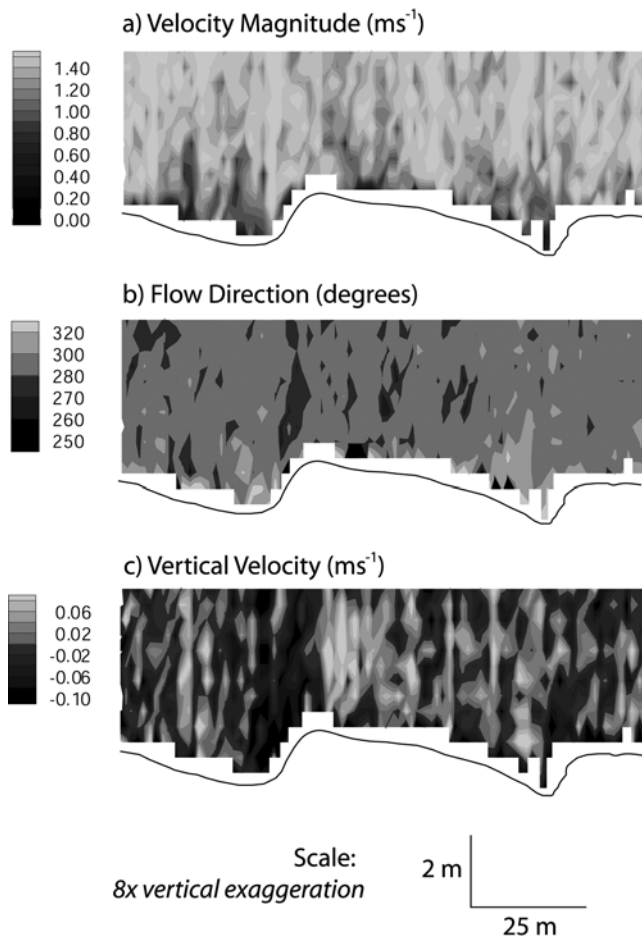 a) Velocity Magnitude (ms⁻¹)
1.40
1.20
1.00
0.80
0.60
0.40
0.20
0.00
b) Flow Direction (degrees)
320
300
280
270
260
250
c) Vertical Velocity (ms⁻¹)
0.06
0.02
-0.02
-0.06
-0.10
Scale:
8x vertical exaggeration
2 m
25 m